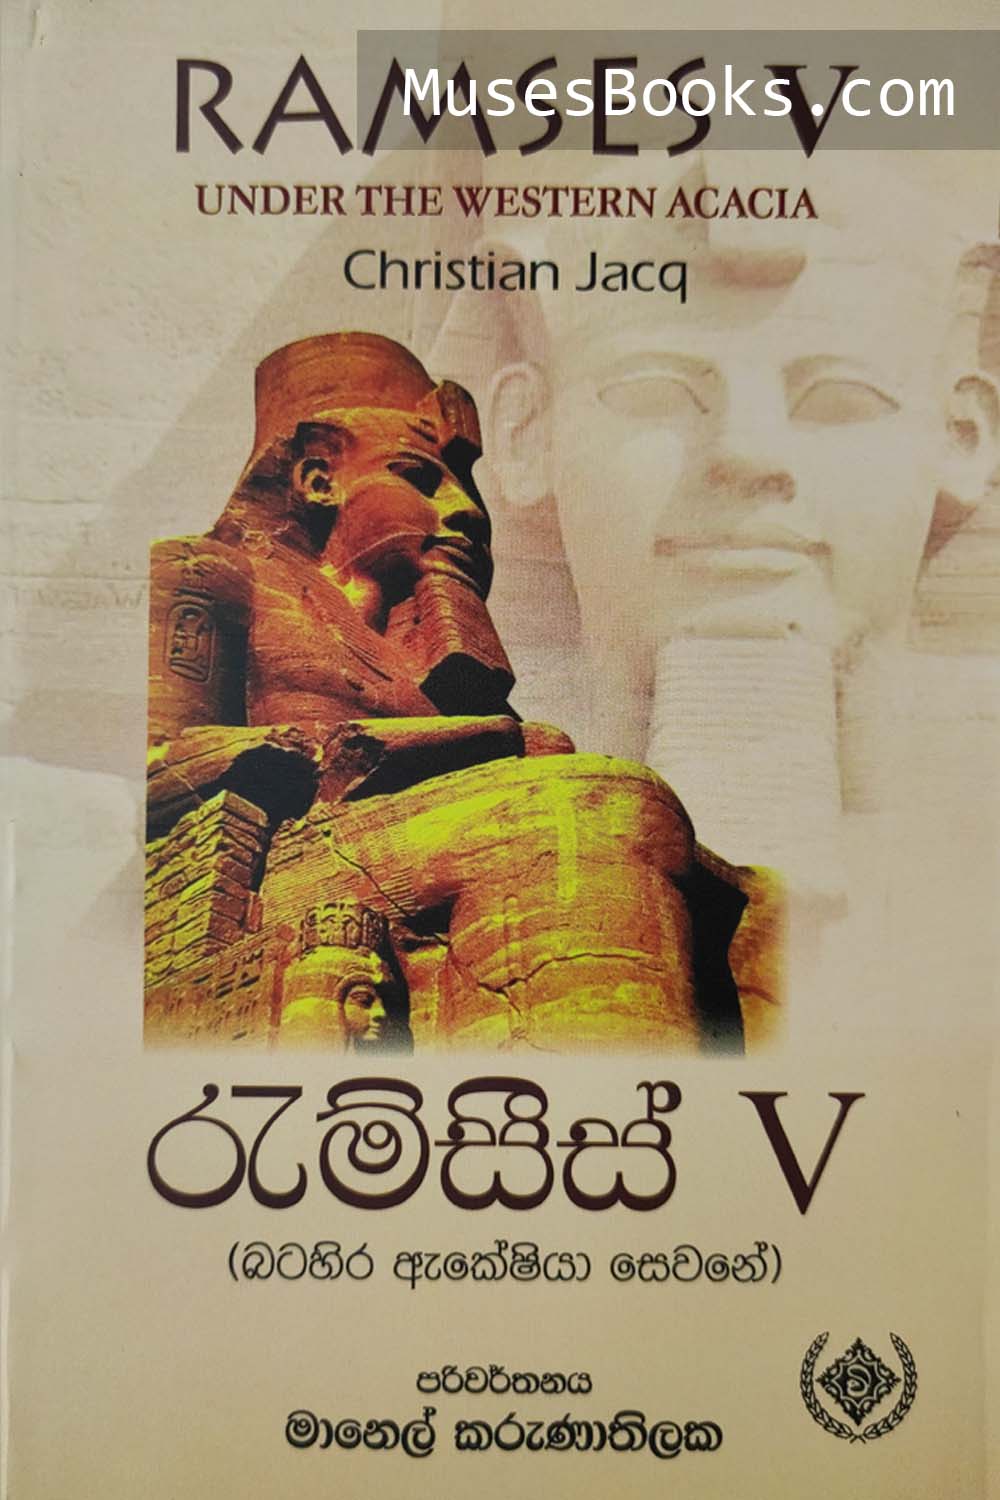 MusesBooks.com
RAMSES V
UNDER THE WESTERN ACACIA
Christian Jacq
රැම්සීස් V
(බටහිර ඇකේෂියා සෙවනේ)
පරිවර්තනය
මානෙල් කරුණාතිලක